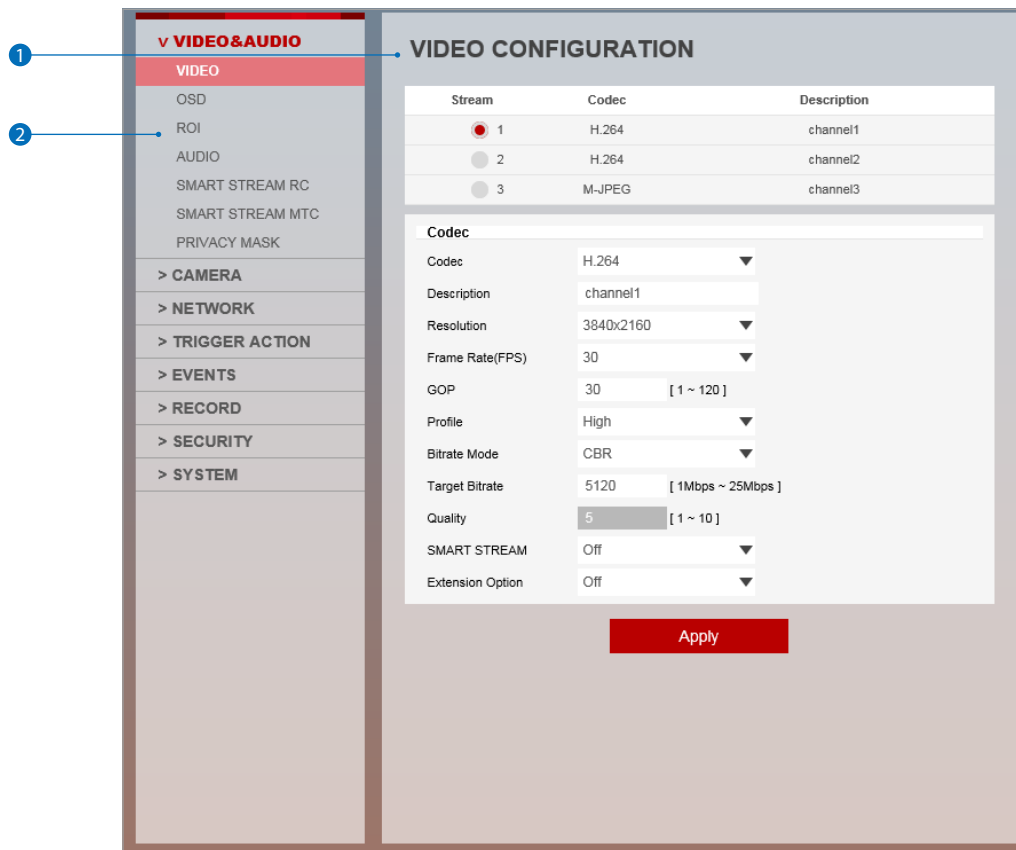 1
2
V VIDEO&AUDIO
VIDEO
OSD
ROI
AUDIO
SMART STREAM RC
SMART STREAM MTC
PRIVACY MASK
> CAMERA
> NETWORK
> TRIGGER ACTION
> EVENTS
> RECORD
> SECURITY
> SYSTEM
VIDEO CONFIGURATION
Stream Codec Description
1 H.264 channel1
2 H.264 channel2
3 M-JPEG channel3
Codec
Codec H.264
Description channel1
Resolution 3840x2160
Frame Rate(FPS) 30
GOP 30 [ 1 ~ 120 ]
Profile High
Bitrate Mode CBR
Target Bitrate 5120 [ 1Mbps ~ 25Mbps ]
Quality 5 [ 1 ~ 10 ]
SMART STREAM Off
Extension Option Off
Apply